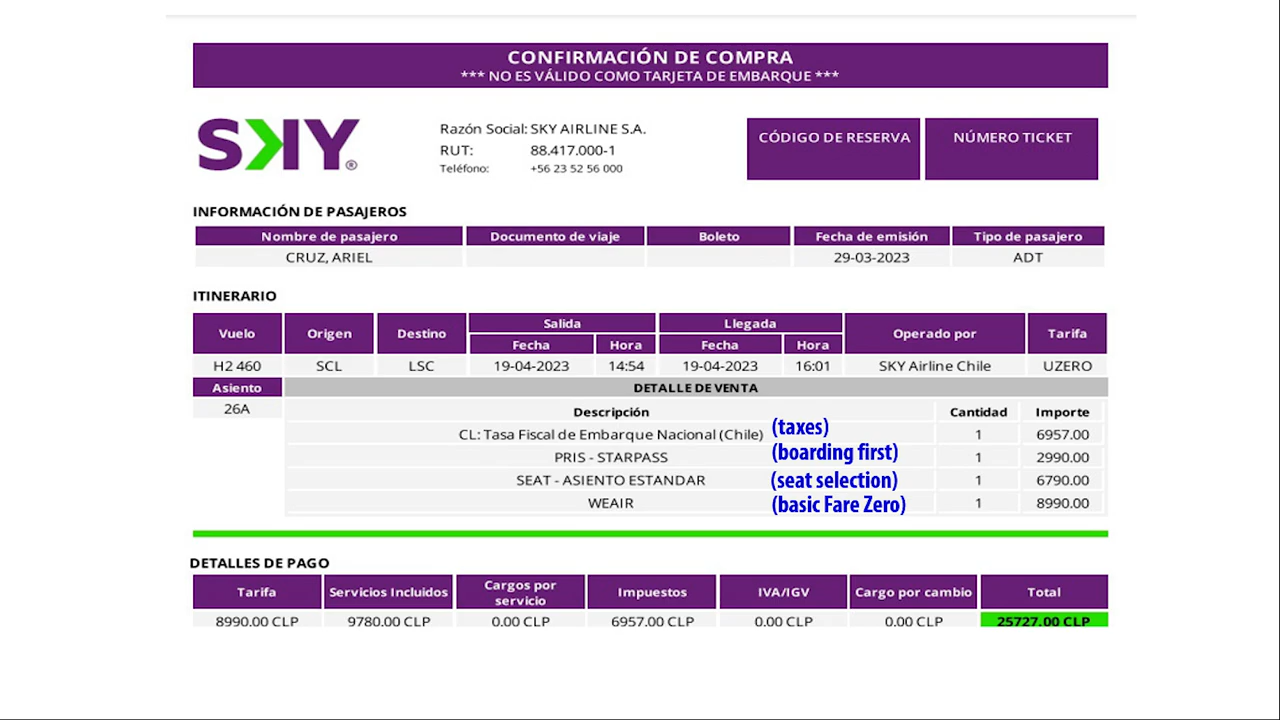 CONFIRMACIÓN DE COMPRA
*** NO ES VÁLIDO COMO TARJETA DE EMBARQUE ***
SKY®
Razón Social: SKY AIRLINE S.A.
RUT: 88.417.000-1
Teléfono: +56 23 52 56 000
CÓDIGO DE RESERVA
NÚMERO TICKET
INFORMACIÓN DE PASAJEROS
Nombre de pasajero Documento de viaje Boleto Fecha de emisión Tipo de pasajero
CRUZ, ARIEL 29-03-2023 ADT
ITINERARIO
Vuelo Origen Destino Salida Llegada Operado por Tarifa
Fecha Hora Fecha Hora
H2 460 SCL LSC 19-04-2023 14:54 19-04-2023 16:01 SKY Airline Chile UZERO
Asiento DETALLE DE VENTA
26A Descripción Cantidad Importe
CL: Tasa Fiscal de Embarque Nacional (Chile) (taxes) 1 6957.00
PRIS - STARPASS (boarding first) 1 2990.00
SEAT - ASIENTO ESTANDAR (seat selection) 1 6790.00
WEAIR (basic Fare Zero) 1 8990.00
DETALLES DE PAGO
Tarifa Servicios Incluidos Cargos por servicio Impuestos IVA/IGV Cargo por cambio Total
8990.00 CLP 9780.00 CLP 0.00 CLP 6957.00 CLP 0.00 CLP 0.00 CLP 25727.00 CLP